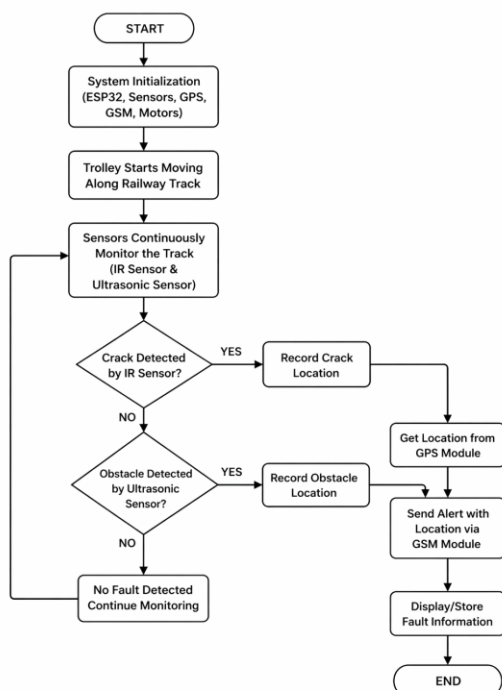 START
System Initialization
(ESP32, Sensors, GPS,
GSM, Motors)
Trolley Starts Moving
Along Railway Track
Sensors Continuously
Monitor the Track
(IR Sensor &
Ultrasonic Sensor)
Crack Detected
by IR Sensor?
YES
Record Crack
Location
NO
Get Location from
GPS Module
Obstacle Detected
by Ultrasonic
Sensor?
YES
Record Obstacle
Location
Send Alert with
Location via
GSM Module
NO
No Fault Detected
Continue Monitoring
Display/Store
Fault Information
END